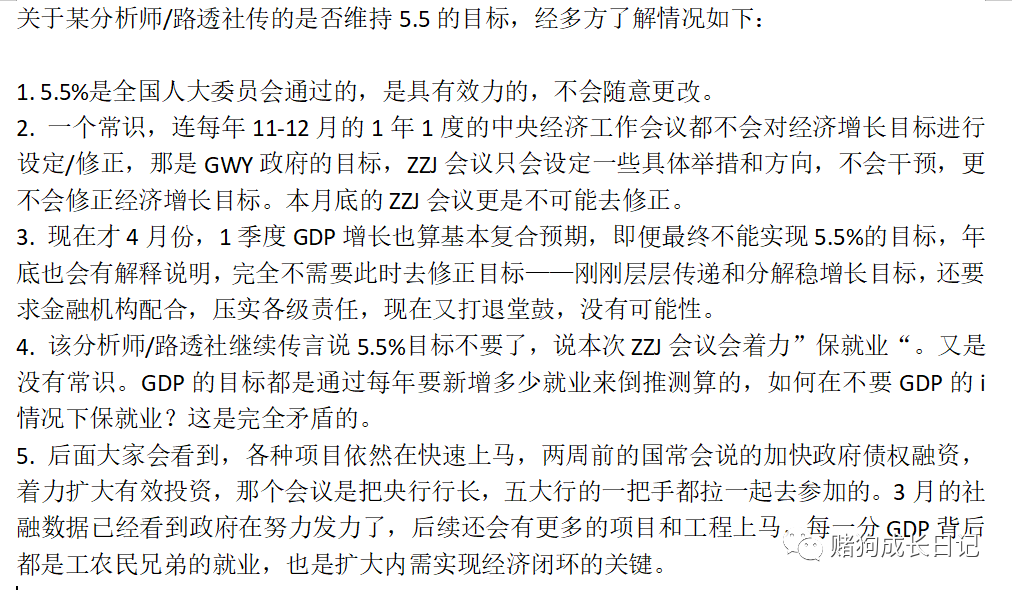 关于某分析师/路透社传的是否维持 5.5 的目标，经多方了解情况如下：
1. 5.5%是全国人大委员会通过的，是具有效力的，不会随意更改。
2. 一个常识，连每年 11-12 月的 1 年 1 度的中央经济工作会议都不会对经济增长目标进行
设定/修正，那是 GWY 政府的目标，ZZJ 会议只会设定一些具体举措和方向，不会干预，更
不会修正经济增长目标。本月底的 ZZJ 会议更是不可能去修正。
3. 现在才 4 月份，1 季度 GDP 增长也算基本复合预期，即便最终不能实现 5.5%的目标，年
底也会有解释说明，完全不需要此时去修正目标——刚刚层层传递和分解稳增长目标，还要
求金融机构配合，压实各级责任，现在又打退堂鼓，没有可能性。
4. 该分析师/路透社继续传言说 5.5%目标不要了，说本次 ZZJ 会议会着力”保就业“。又是
没有常识。GDP 的目标都是通过每年要新增多少就业来倒推测算的，如何在不要 GDP 的 i
情况下保就业？这是完全矛盾的。
5. 后面大家会看到，各种项目依然在快速上马，两周前的国常会说的加快政府债权融资，
着力扩大有效投资，那个会议是把央行行长，五大行的一把手都拉一起去参加的。3 月的社
融数据已经看到政府在努力发力了，后续还会有更多的项目和工程上马。每一分 GDP 背后
都是工农民兄弟的就业，也是扩大内需实现经济闭环的关键。
赌狗成长日记